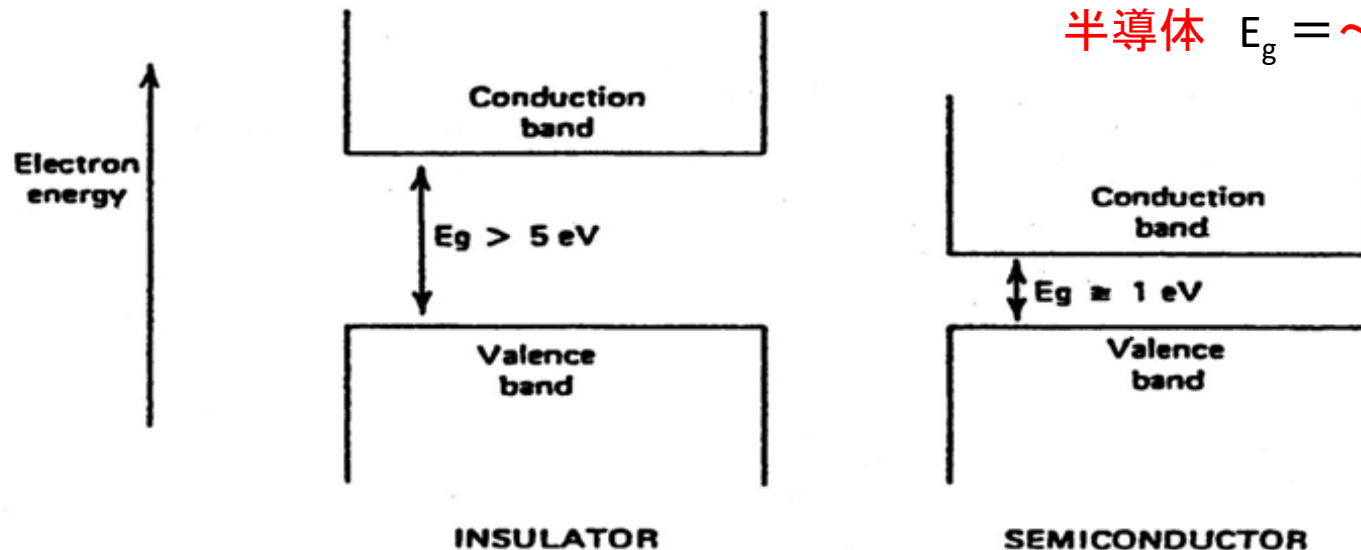 半導体 Eg =~
Conduction
band
Electron
energy
Eg > 5 eV
Conduction
band
Eg ≅ 1 eV
Valence
band
Valence
band
INSULATOR
SEMICONDUCTOR